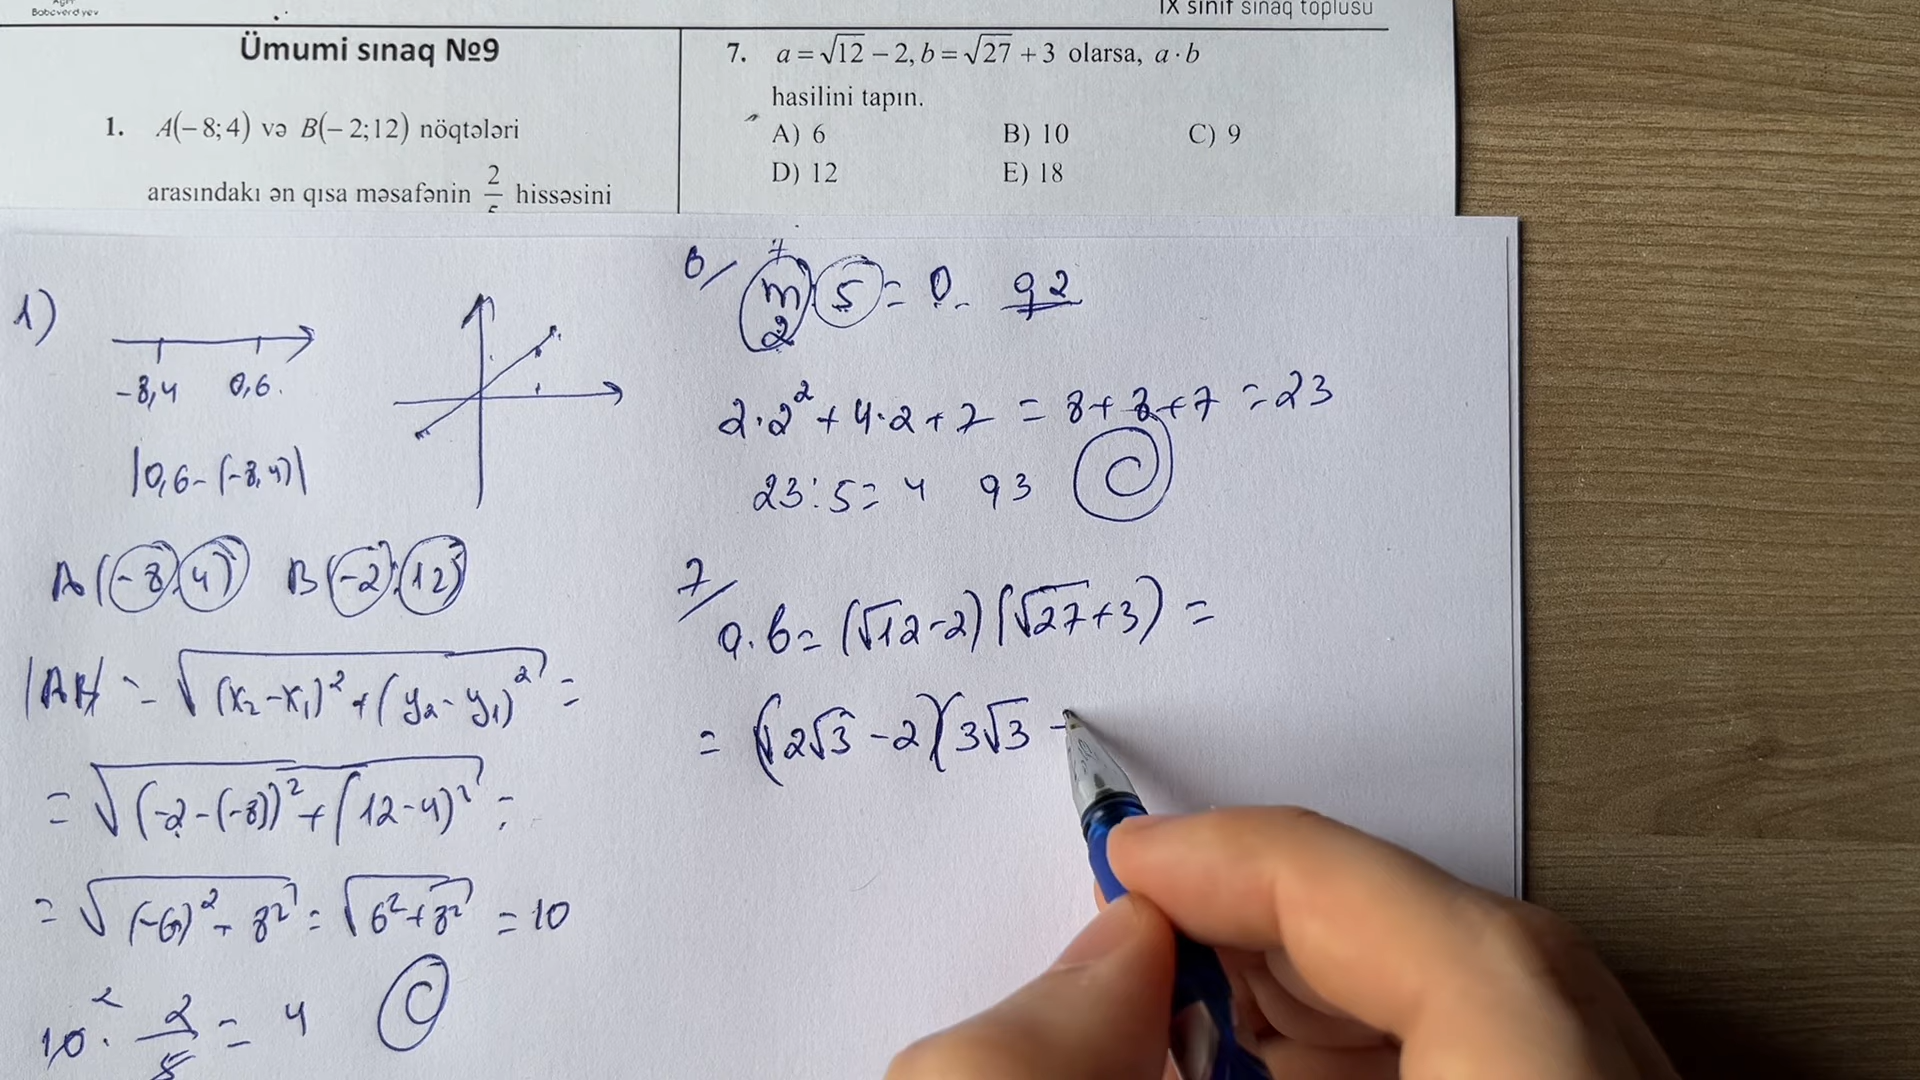 Bobcverdıyev
IX sinif sınaq toplusu
Ümumi sınaq №9
1. A(−8;4) və B(−2;12) nöqtələri
arasındakı ən qısa məsafənin 2/5 hissəsini
7. a = √12 − 2, b = √27 + 3 olarsa, a · b
hasilini tapın.
A) 6 B) 10 C) 9
D) 12 E) 18
1)
-8,4 0,6.
|0,6-(-8,4)|
A(-8;4) B(-2;12)
|AB| = √((x₂-x₁)²+(y₂-y₁)²) =
= √((-2-(-8))²+(12-4)²) =
= √((-6)²+8²) = √(6²+8²) = 10
10 · 2/5 = 4 C
6/ m 5 = 0. q2
2
2·2²+4·2+7 = 8+8+7 = 23
23:5=4 q3 C
7/
a·b=(√12-2)(√27+3) =
= (2√3-2)(3√3